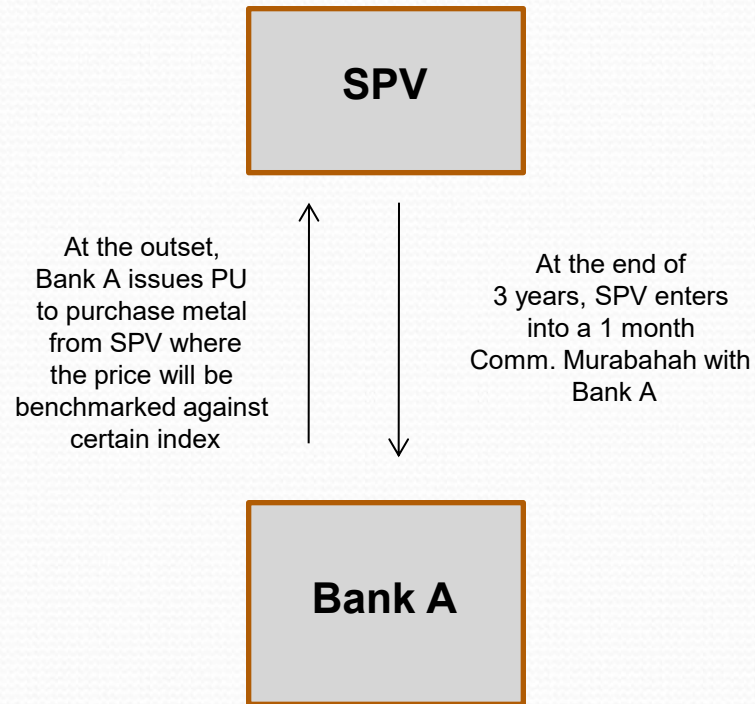 SPV
At the outset,
Bank A issues PU
to purchase metal
from SPV where
the price will be
benchmarked against
certain index
At the end of
3 years, SPV enters
into a 1 month
Comm. Murabahah with
Bank A
Bank A